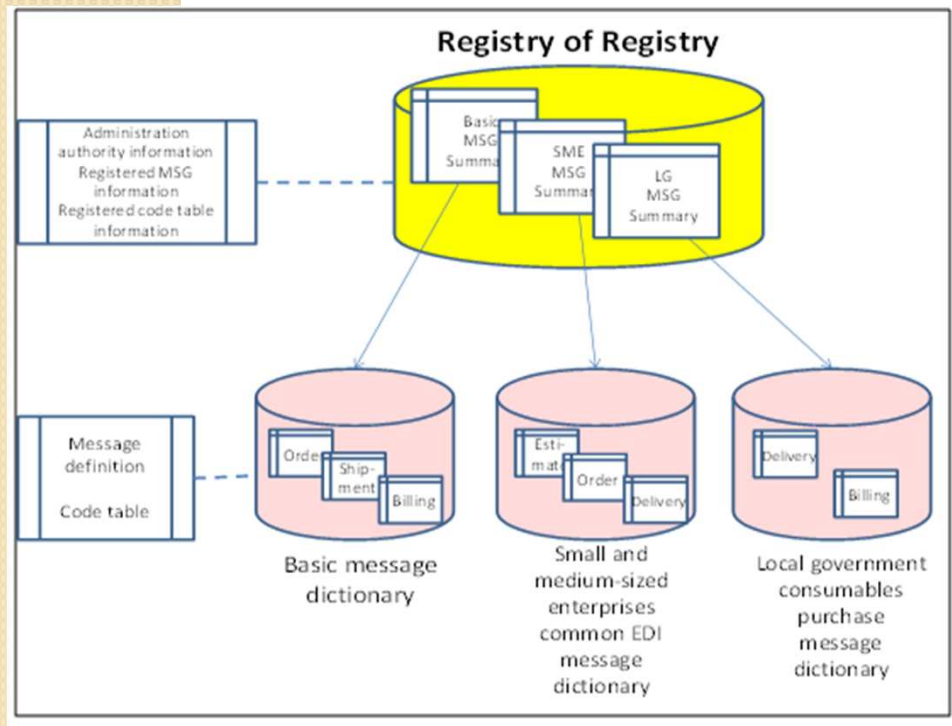 Registry of Registry
Administration
authority information
Registered MSG
information
Registered code table
information
Basic
MSG
Summar
SME
MSG
Summar
LG
MSG
Summary
Message
definition
Code table
Order
Ship-
ment
Billing
Esti-
mate
Order
Delivery
Delivery
Billing
Basic message
dictionary
Small and
medium-sized
enterprises
common EDI
message
dictionary
Local government
consumables
purchase
message
dictionary